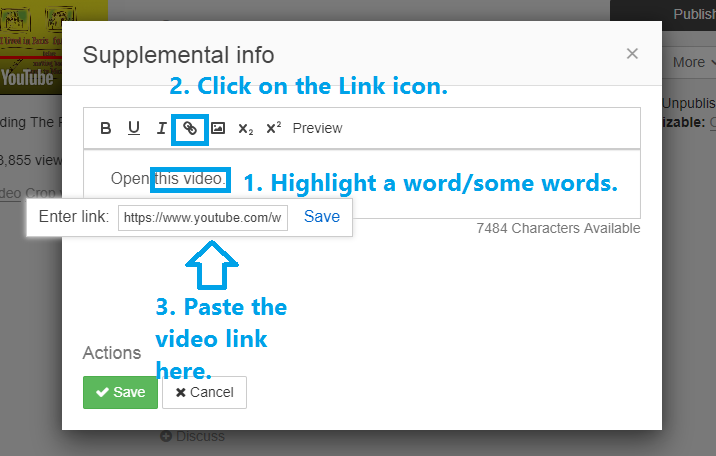 Publish
Supplemental info
×
YouTube
More
2. Click on the Link icon.
Unpublis
ding The
izable:
B U I x₂ x² Preview
3,855 view
Open this video.
1. Highlight a word/some words.
deo Crop
Enter link: https://www.youtube.com/w Save
7484 Characters Available
3. Paste the
video link
here.
Actions
Save Cancel
Discuss